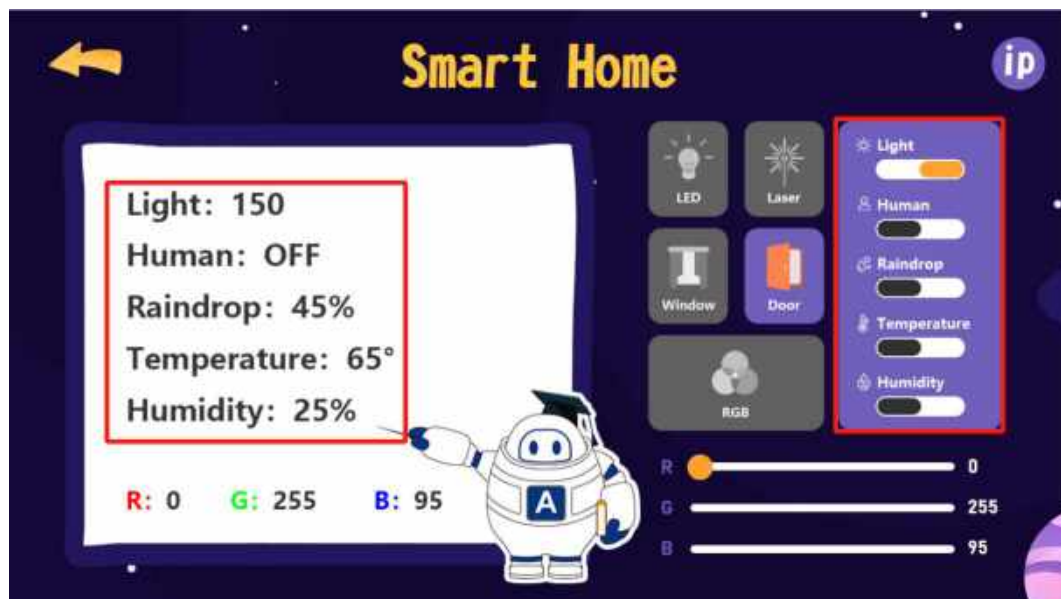 Smart Home
ip
Light: 150
Human: OFF
Raindrop: 45%
Temperature: 65°
Humidity: 25%
R: 0 G: 255 B: 95
A
LED
Laser
Window
Door
RGB
Light
Human
Raindrop
Temperature
Humidity
R 0
G 255
B 95